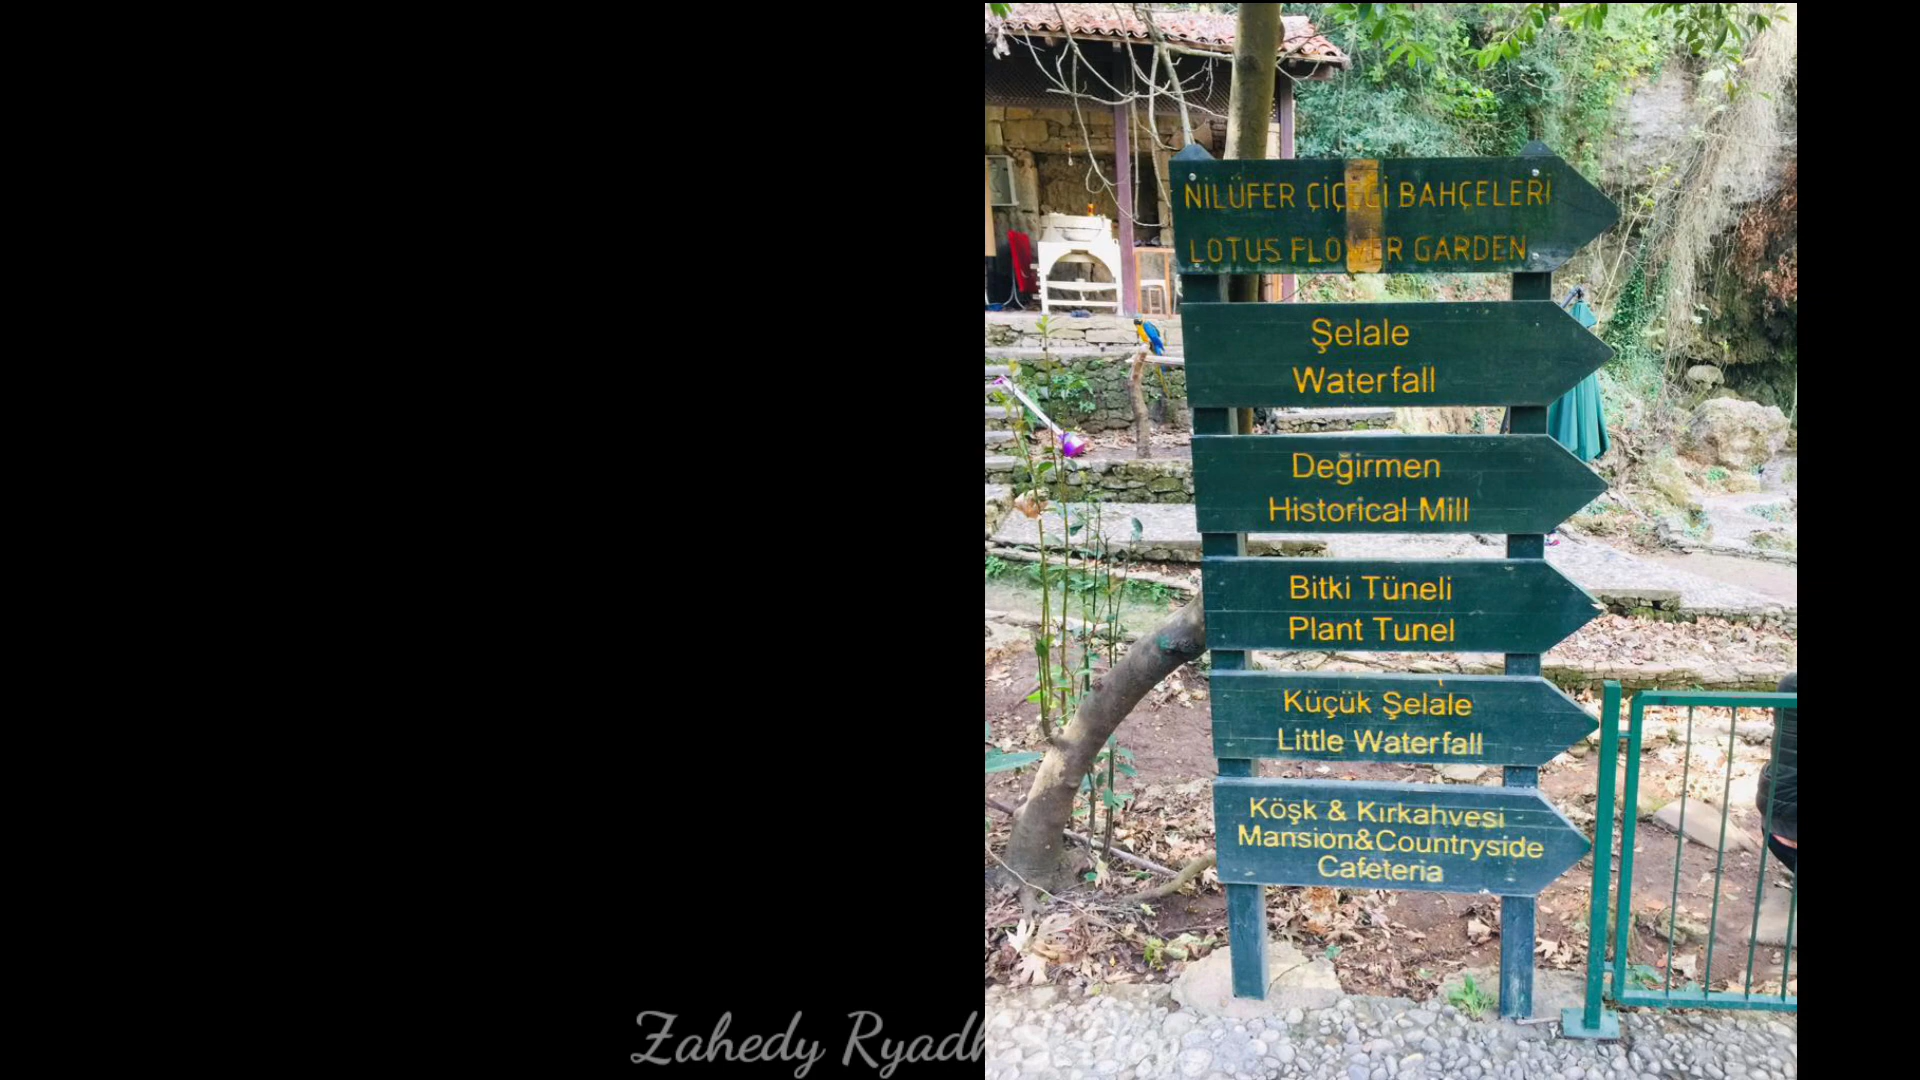 NİLÜFER ÇİÇEĞİ BAHÇELERİ
LOTUS FLOWER GARDEN
Şelale
Waterfall
Değirmen
Historical Mill
Bitki Tüneli
Plant Tunel
Küçük Şelale
Little Waterfall
Köşk & Kırkahvesi
Mansion&Countryside
Cafeteria
Zahedy Ryadh's Blog